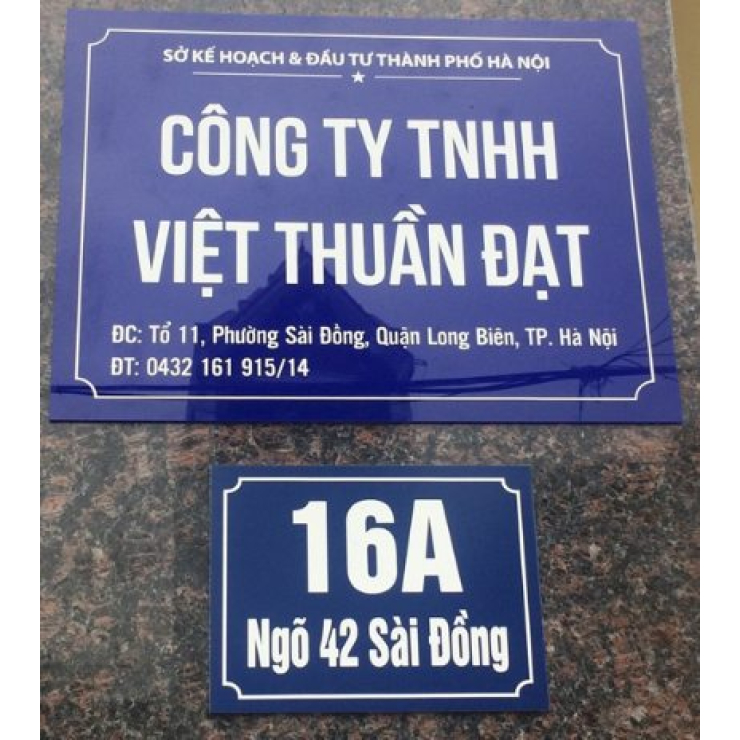 SỞ KẾ HOẠCH & ĐẦU TƯ THÀNH PHỐ HÀ NỘI
CÔNG TY TNHH
VIỆT THUẦN ĐẠT
ĐC: Tổ 11, Phường Sài Đồng, Quận Long Biên, TP. Hà Nội
ĐT: 0432 161 915/14
16A
Ngõ 42 Sài Đồng